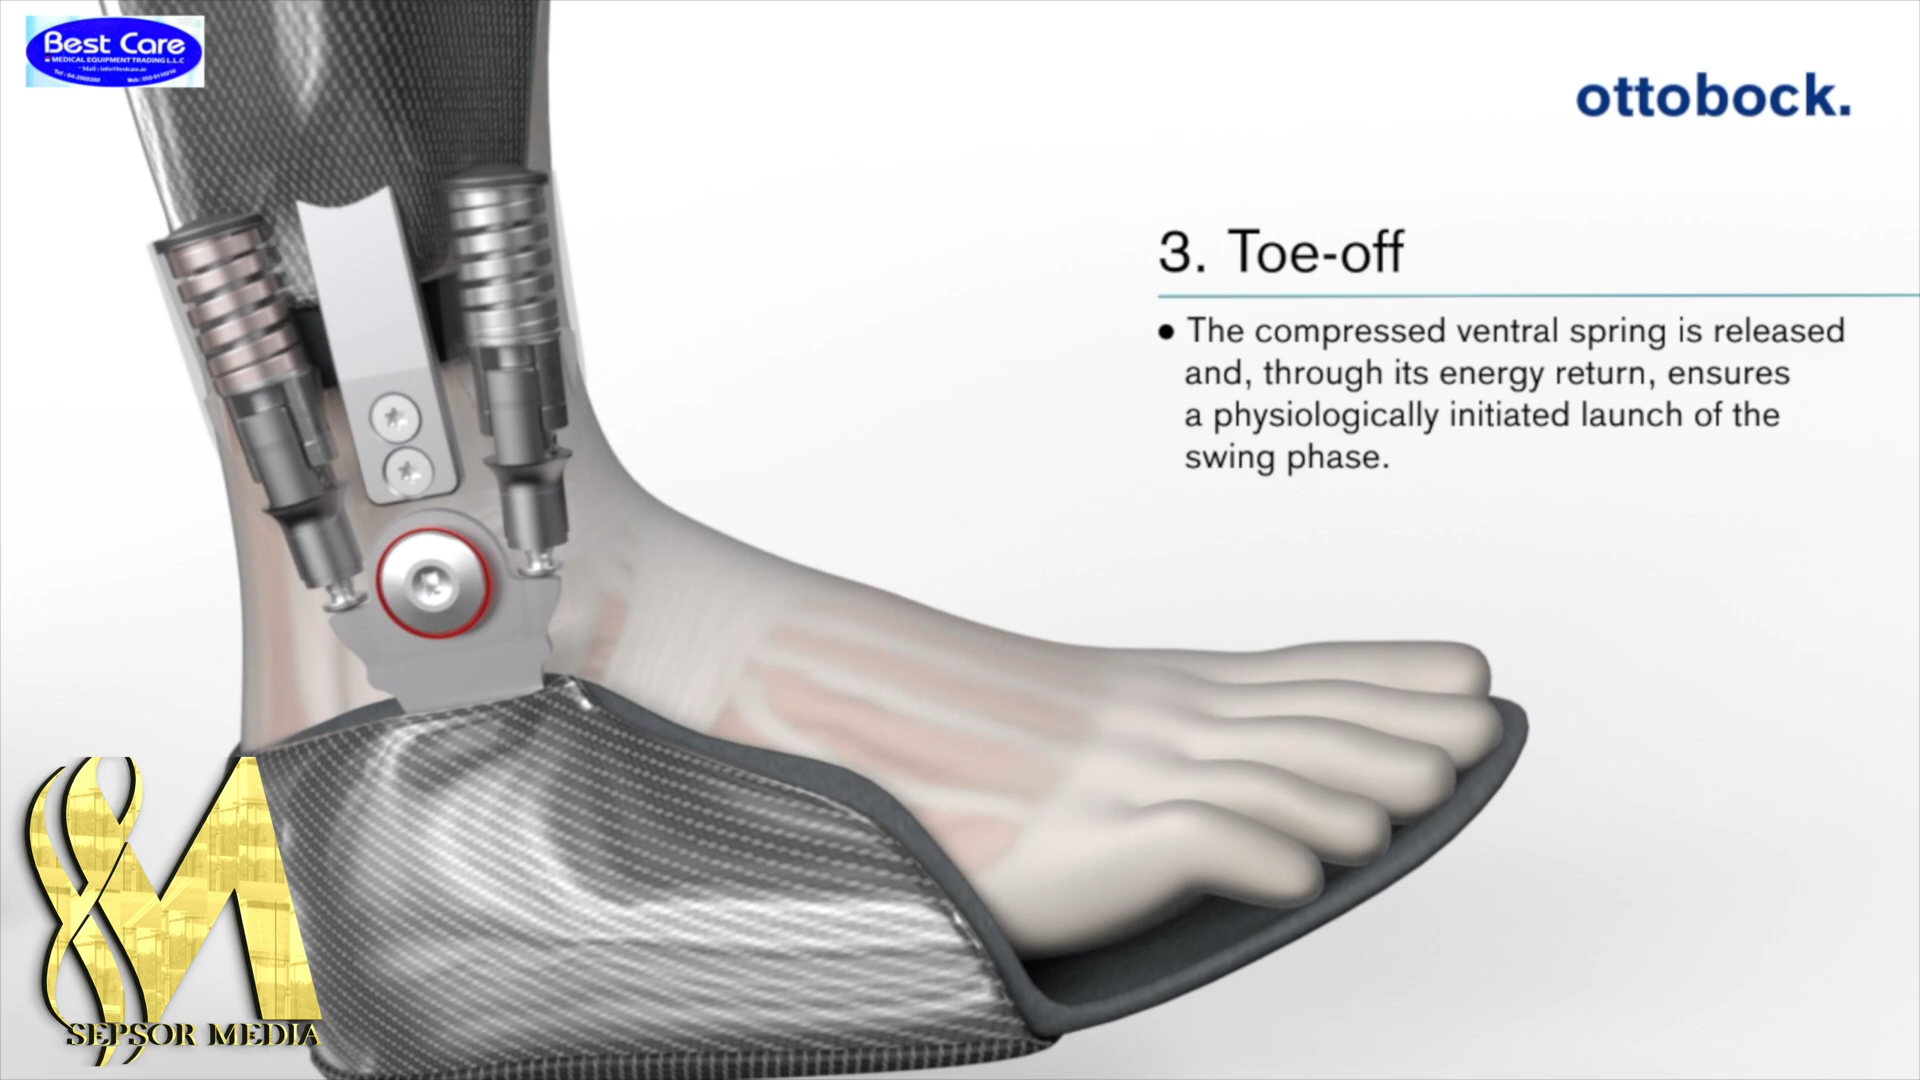 Best Care
MEDICAL EQUIPMENT TRADING L.L.C
ottobock.
3. Toe-off
• The compressed ventral spring is released
and, through its energy return, ensures
a physiologically initiated launch of the
swing phase.
SEPSOR MEDIA